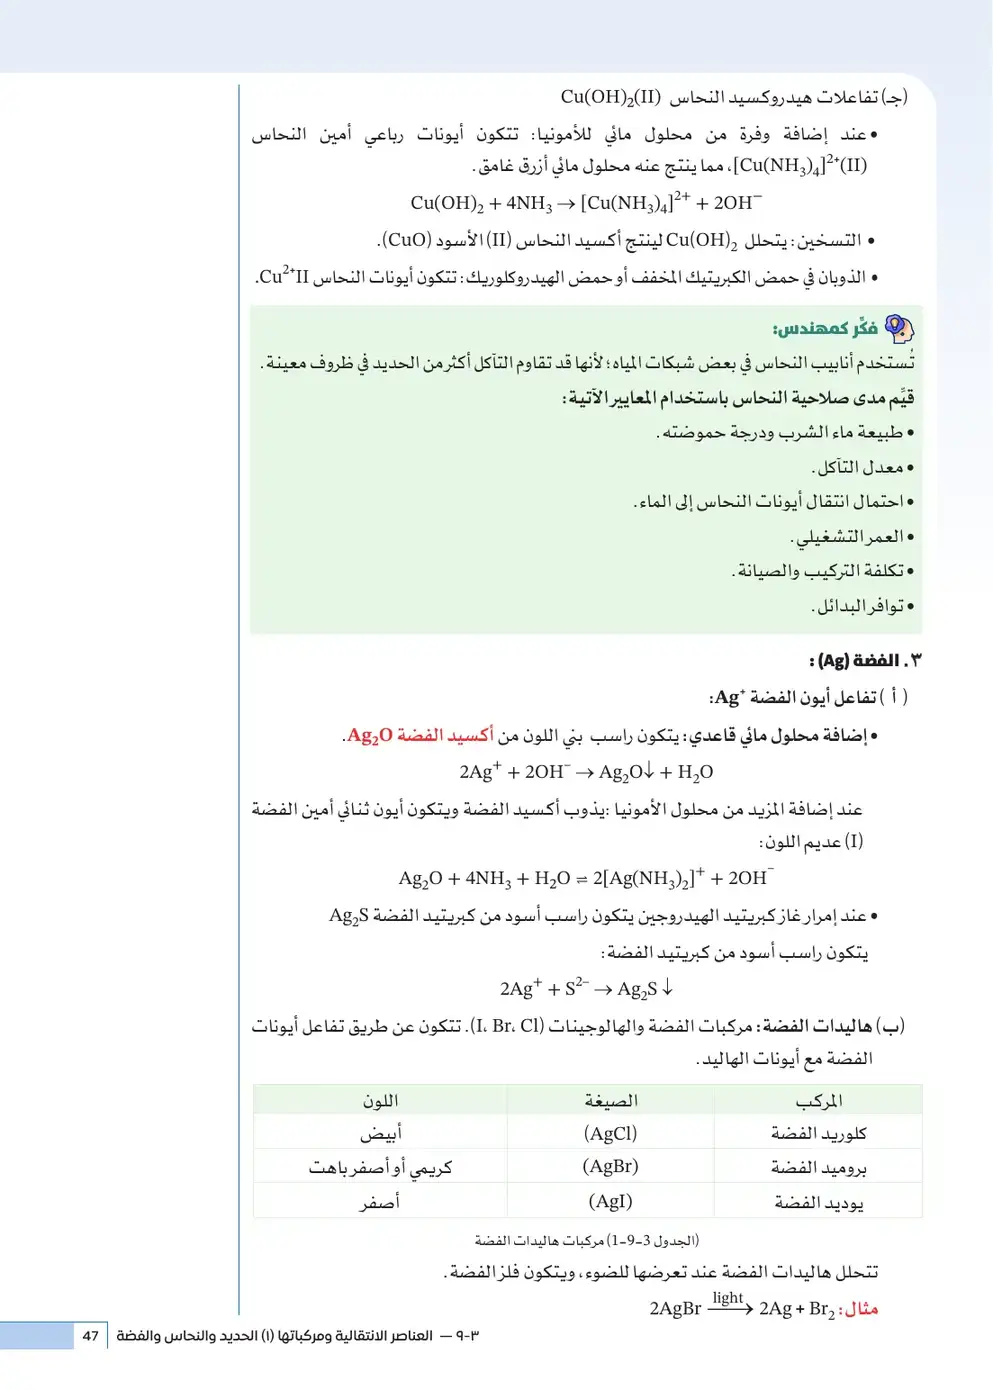 (جـ) تفاعلات هيدروكسيد النحاس Cu(OH)₂(II)
• عند إضافة وفرة من محلول مائي للأمونيا: تتكون أيونات رباعي أمين النحاس
[Cu(NH₃)₄]²⁺(II)، مما ينتج عنه محلول مائي أزرق غامق.
Cu(OH)₂ + 4NH₃ → [Cu(NH₃)₄]²⁺ + 2OH⁻
• التسخين: يتحلل Cu(OH)₂ لينتج أكسيد النحاس (II) الأسود (CuO).
• الذوبان في حمض الكبريتيك المخفف أو حمض الهيدروكلوريك: تتكون أيونات النحاس Cu²⁺II.
فكِّر كمهندس:
تُستخدم أنابيب النحاس في بعض شبكات المياه؛ لأنها قد تقاوم التآكل أكثر من الحديد في ظروف معينة.
قيِّم مدى صلاحية النحاس باستخدام المعايير الآتية:
• طبيعة ماء الشرب ودرجة حموضته.
• معدل التآكل.
• احتمال انتقال أيونات النحاس إلى الماء.
• العمر التشغيلي.
• تكلفة التركيب والصيانة.
• توافر البدائل.
٣. الفضة (Ag) :
( أ ) تفاعل أيون الفضة Ag⁺:
• إضافة محلول مائي قاعدي: يتكون راسب بني اللون من أكسيد الفضة Ag₂O.
2Ag⁺ + 2OH⁻ → Ag₂O↓ + H₂O
عند إضافة المزيد من محلول الأمونيا :يذوب أكسيد الفضة ويتكون أيون ثنائي أمين الفضة
(I) عديم اللون:
Ag₂O + 4NH₃ + H₂O ⇌ 2[Ag(NH₃)₂]⁺ + 2OH⁻
• عند إمرار غاز كبريتيد الهيدروجين يتكون راسب أسود من كبريتيد الفضة Ag₂S
يتكون راسب أسود من كبريتيد الفضة:
2Ag⁺ + S²⁻ → Ag₂S ↓
(ب) هاليدات الفضة: مركبات الفضة والهالوجينات (I، Br، Cl). تتكون عن طريق تفاعل أيونات
الفضة مع أيونات الهاليد.
المركب الصيغة اللون
كلوريد الفضة (AgCl) أبيض
بروميد الفضة (AgBr) كريمي أو أصفر باهت
يوديد الفضة (AgI) أصفر
(الجدول 3-9-1) مركبات هاليدات الفضة
تتحلل هاليدات الفضة عند تعرضها للضوء، ويتكون فلز الفضة.
مثال: 2AgBr —light→ 2Ag + Br₂
٣-٩ — العناصر الانتقالية ومركباتها (١) الحديد والنحاس والفضة 47